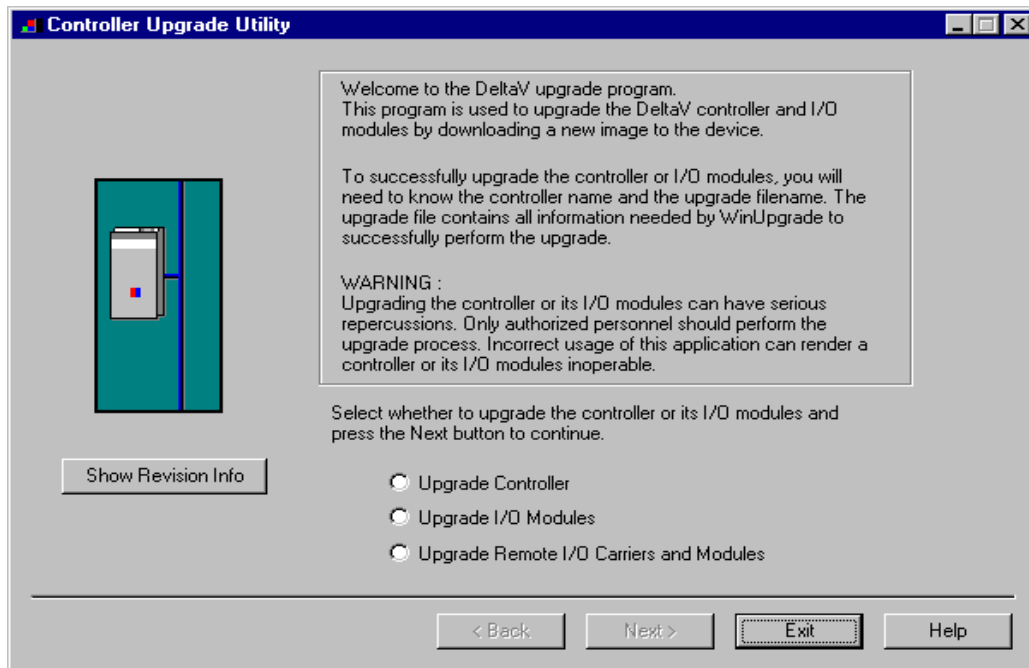 Controller Upgrade Utility
Welcome to the DeltaV upgrade program.
This program is used to upgrade the DeltaV controller and I/O
modules by downloading a new image to the device.
To successfully upgrade the controller or I/O modules, you will
need to know the controller name and the upgrade filename. The
upgrade file contains all information needed by WinUpgrade to
successfully perform the upgrade.
WARNING :
Upgrading the controller or its I/O modules can have serious
repercussions. Only authorized personnel should perform the
upgrade process. Incorrect usage of this application can render a
controller or its I/O modules inoperable.
Select whether to upgrade the controller or its I/O modules and
press the Next button to continue.
Show Revision Info
Upgrade Controller
Upgrade I/O Modules
Upgrade Remote I/O Carriers and Modules
< Back
Next >
Exit
Help